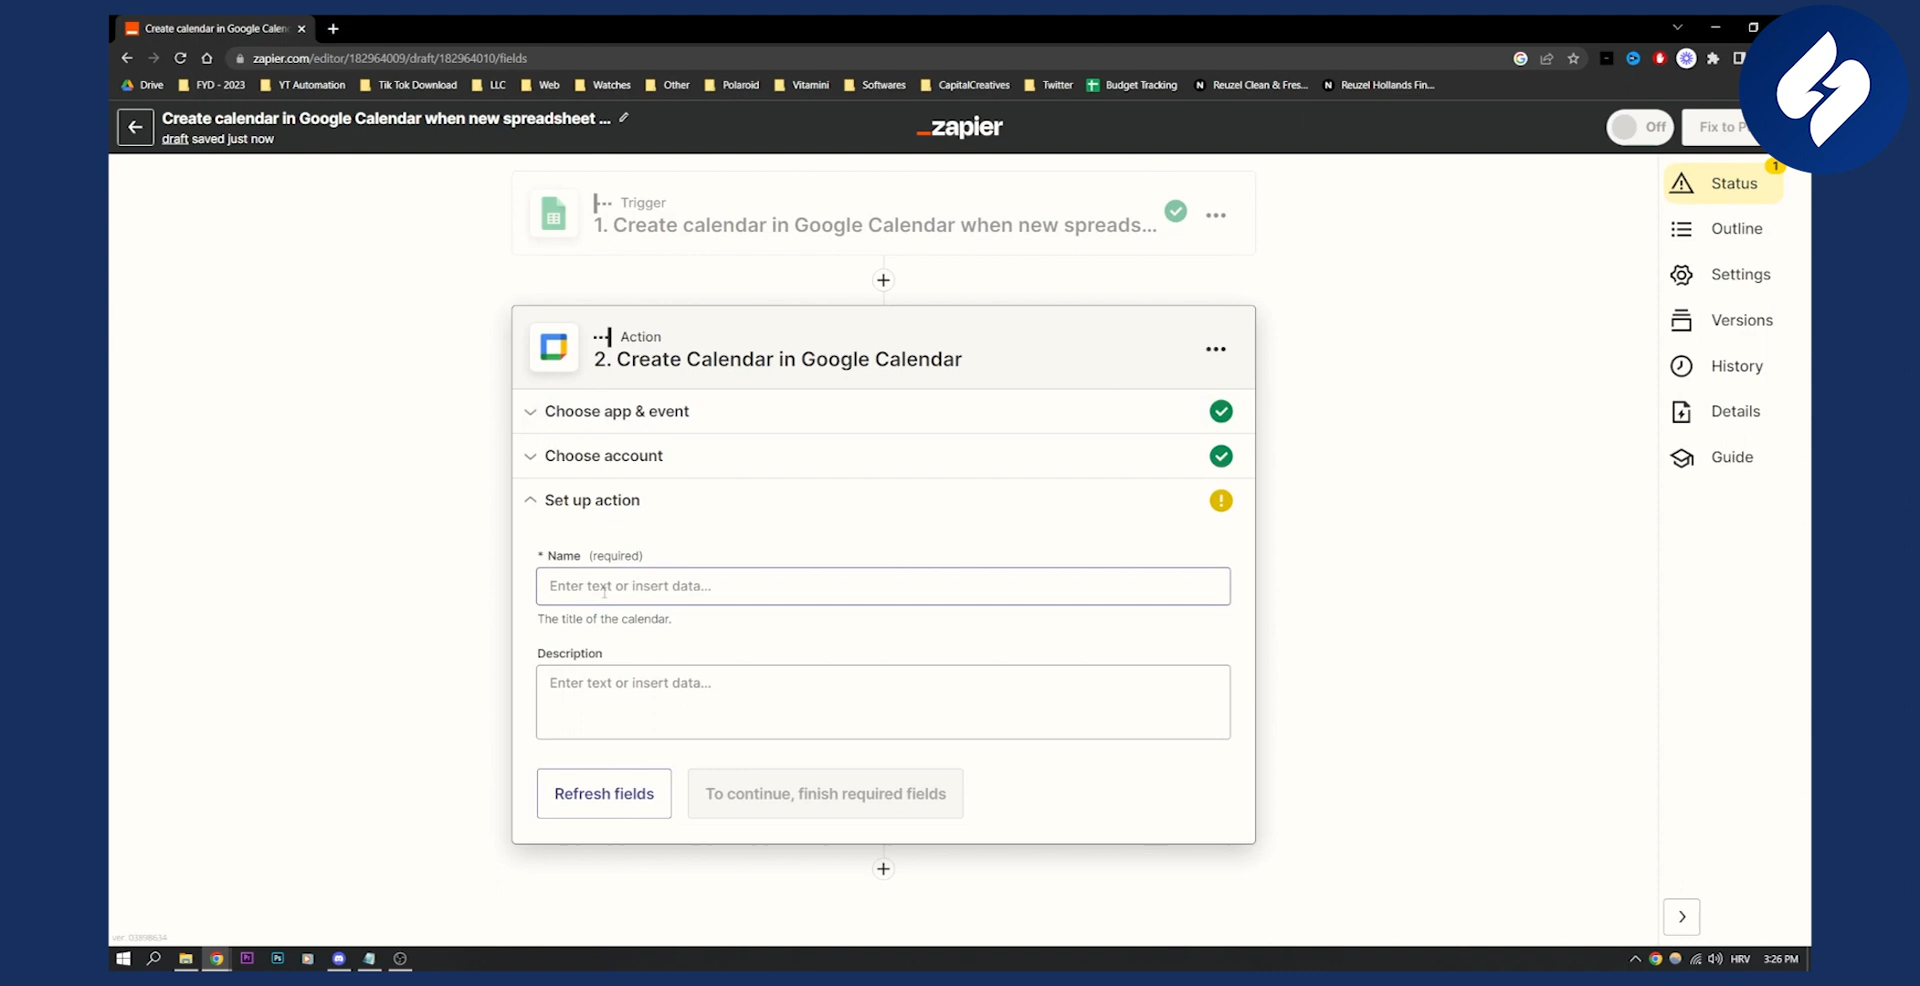 Create calendar in Google Calen
zapier.com/editor/182964009/draft/182964010/fields
Drive FYD - 2023 YT Automation Tik Tok Download LLC Web Watches Other Polaroid Vitamini Softwares CapitalCreatives Twitter Budget Tracking Reuzel Clean & Fres... Reuzel Hollands Fin...
Create calendar in Google Calendar when new spreadsheet ...
draft saved just now
zapier
Off
Fix to P
Trigger
1. Create calendar in Google Calendar when new spreads...
Action
2. Create Calendar in Google Calendar
Choose app & event
Choose account
Set up action
* Name (required)
Enter text or insert data...
The title of the calendar.
Description
Enter text or insert data...
Refresh fields
To continue, finish required fields
1
Status
Outline
Settings
Versions
History
Details
Guide
ver. 03898634
Pr
Ps
HRV
3:26 PM